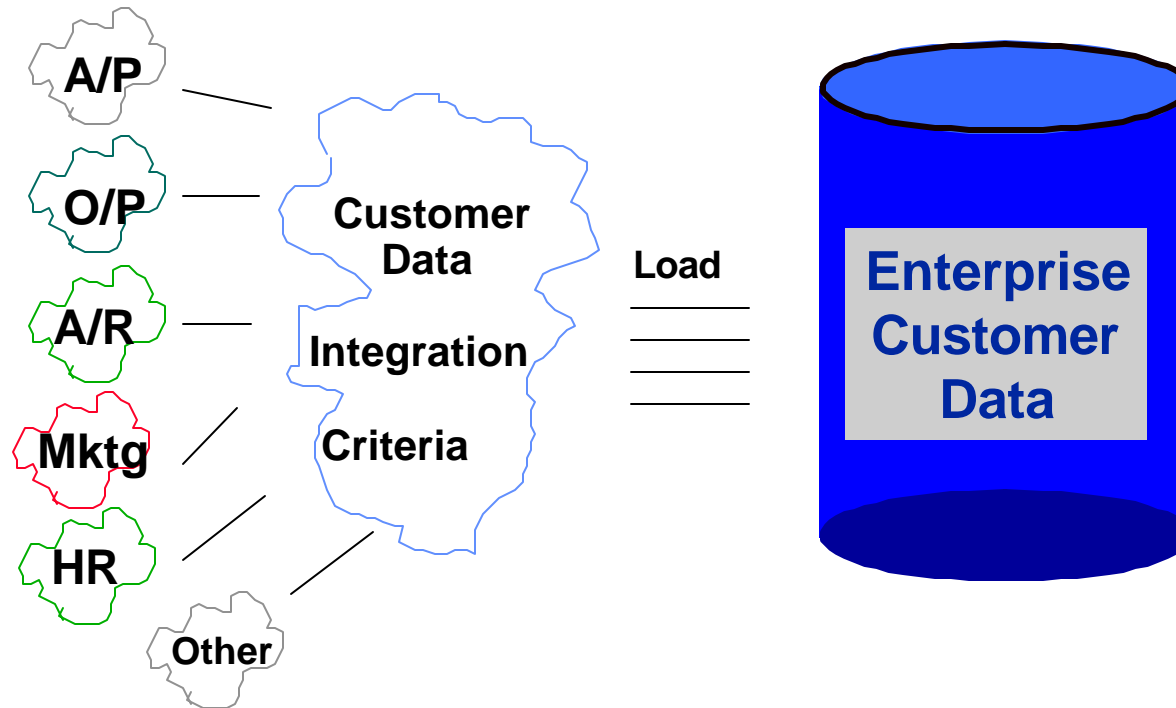 A/P
O/P
A/R
Mktg
HR
Other
Customer
Data
Integration
Criteria
Load
Enterprise
Customer
Data